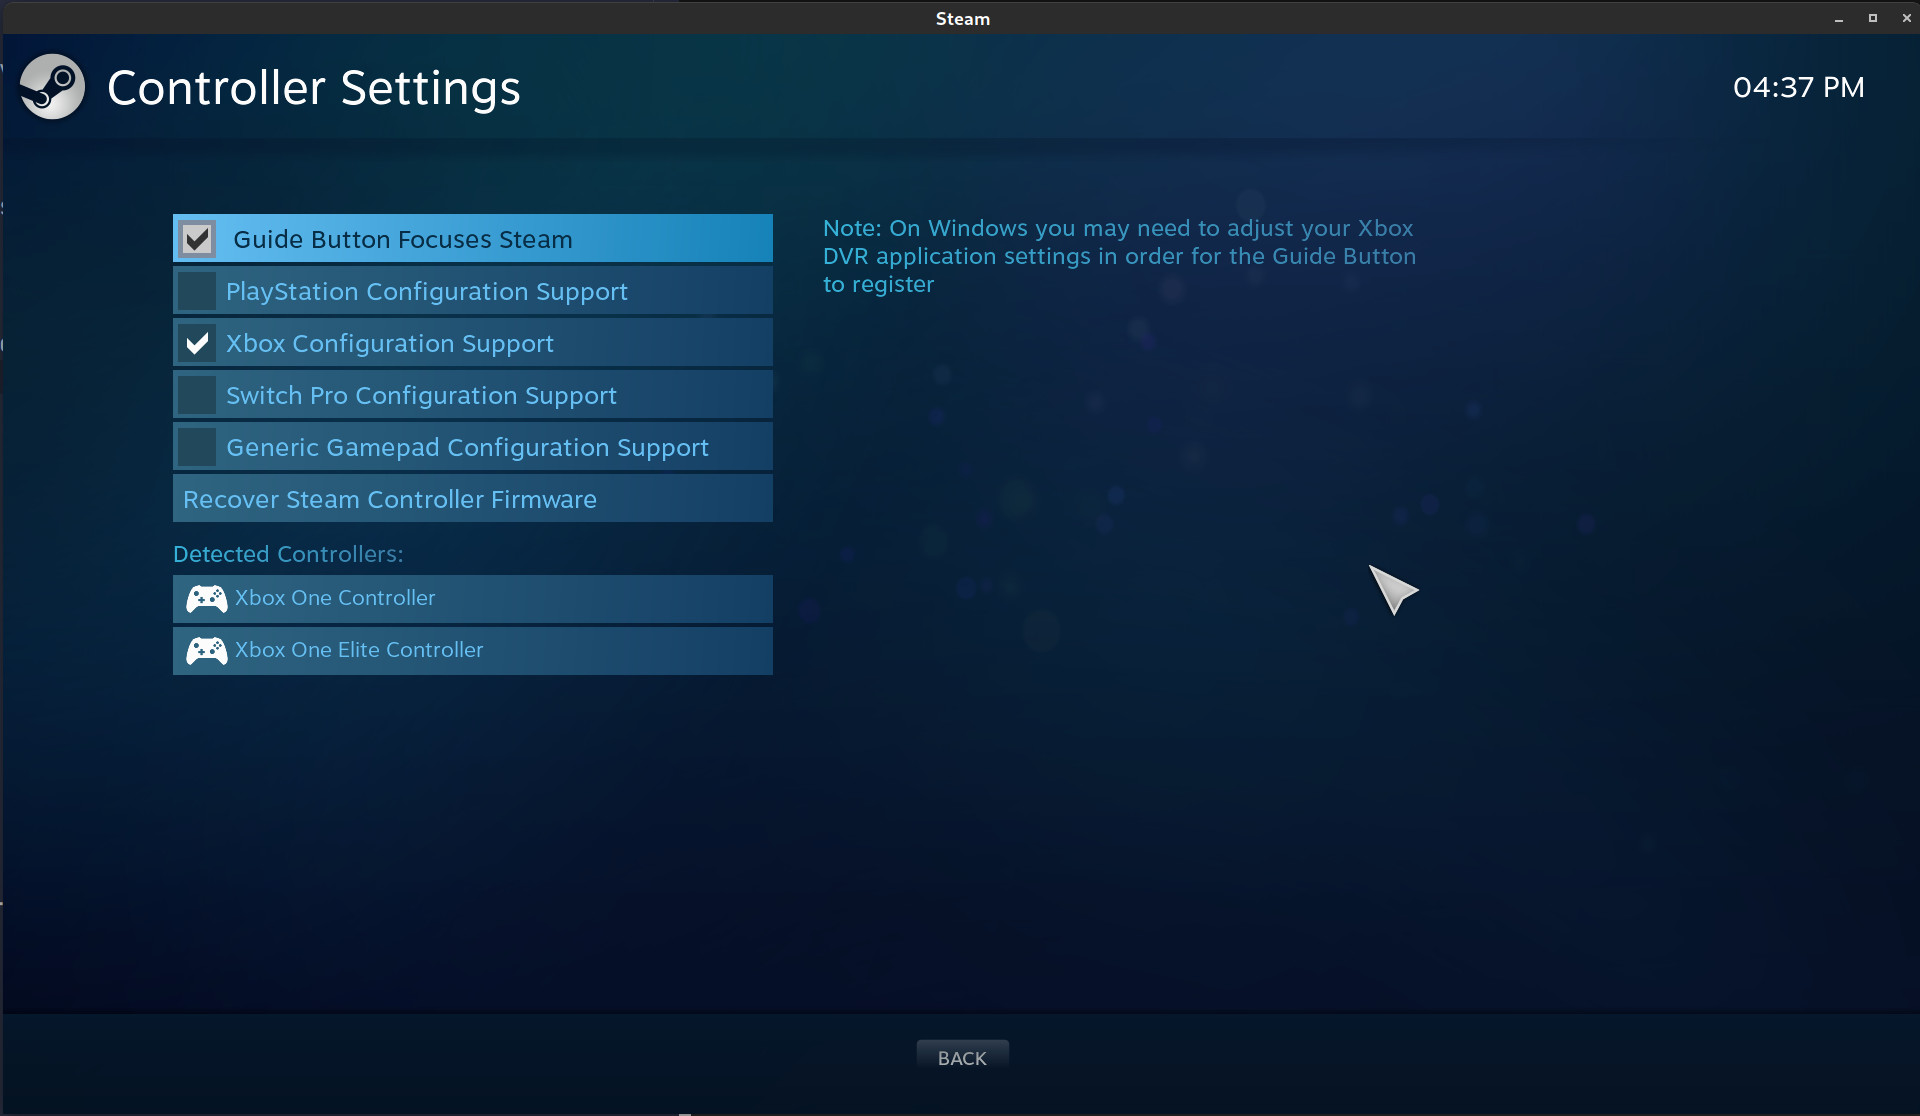 Steam
Controller Settings
04:37 PM
Guide Button Focuses Steam
PlayStation Configuration Support
Xbox Configuration Support
Switch Pro Configuration Support
Generic Gamepad Configuration Support
Recover Steam Controller Firmware
Detected Controllers:
Xbox One Controller
Xbox One Elite Controller
Note: On Windows you may need to adjust your Xbox
DVR application settings in order for the Guide Button
to register
BACK